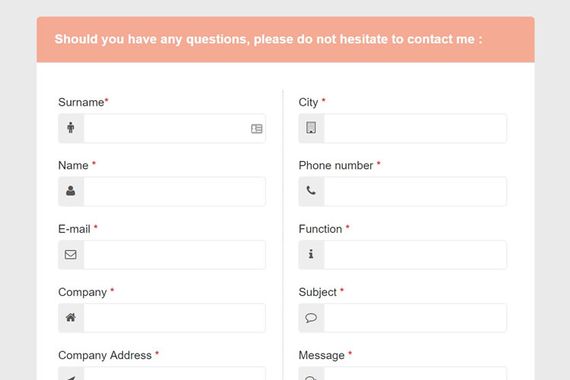 Should you have any questions, please do not hesitate to contact me :
Surname*
Name *
E-mail *
Company *
Company Address *
City *
Phone number *
Function *
Subject *
Message *